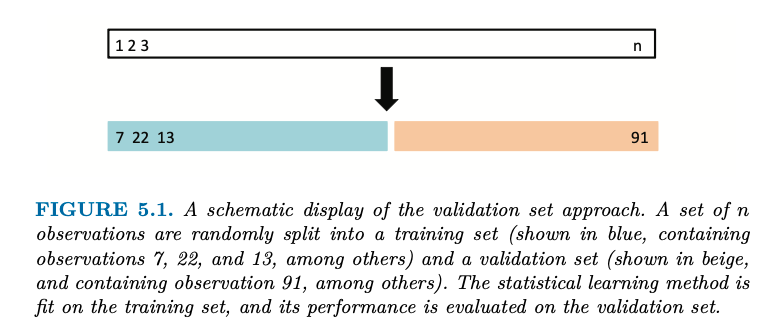 1 2 3 n
7 22 13 91
FIGURE 5.1. A schematic display of the validation set approach. A set of n
observations are randomly split into a training set (shown in blue, containing
observations 7, 22, and 13, among others) and a validation set (shown in beige,
and containing observation 91, among others). The statistical learning method is
fit on the training set, and its performance is evaluated on the validation set.